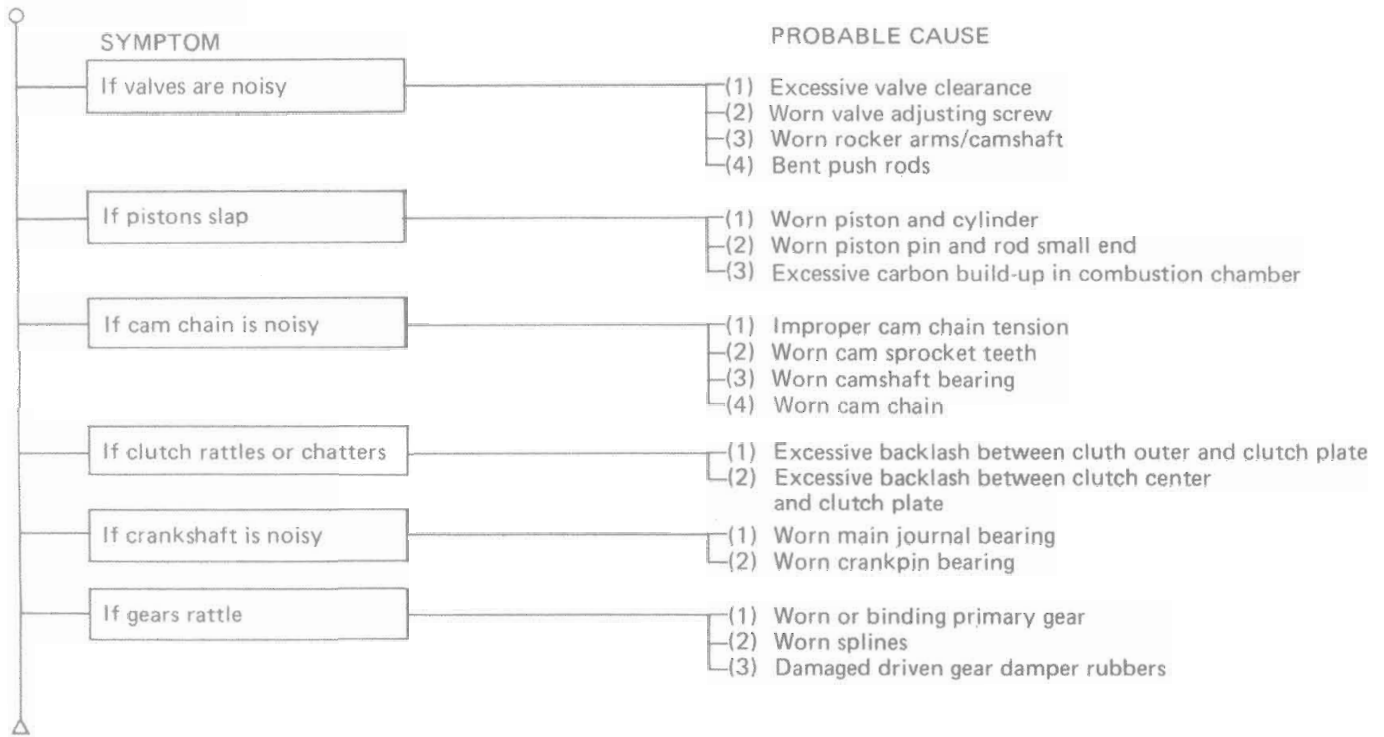 SYMPTOM
PROBABLE CAUSE
If valves are noisy
(1) Excessive valve clearance
(2) Worn valve adjusting screw
(3) Worn rocker arms/camshaft
(4) Bent push rods
If pistons slap
(1) Worn piston and cylinder
(2) Worn piston pin and rod small end
(3) Excessive carbon build-up in combustion chamber
If cam chain is noisy
(1) Improper cam chain tension
(2) Worn cam sprocket teeth
(3) Worn camshaft bearing
(4) Worn cam chain
If clutch rattles or chatters
(1) Excessive backlash between cluth outer and clutch plate
(2) Excessive backlash between clutch center
and clutch plate
If crankshaft is noisy
(1) Worn main journal bearing
(2) Worn crankpin bearing
If gears rattle
(1) Worn or binding primary gear
(2) Worn splines
(3) Damaged driven gear damper rubbers